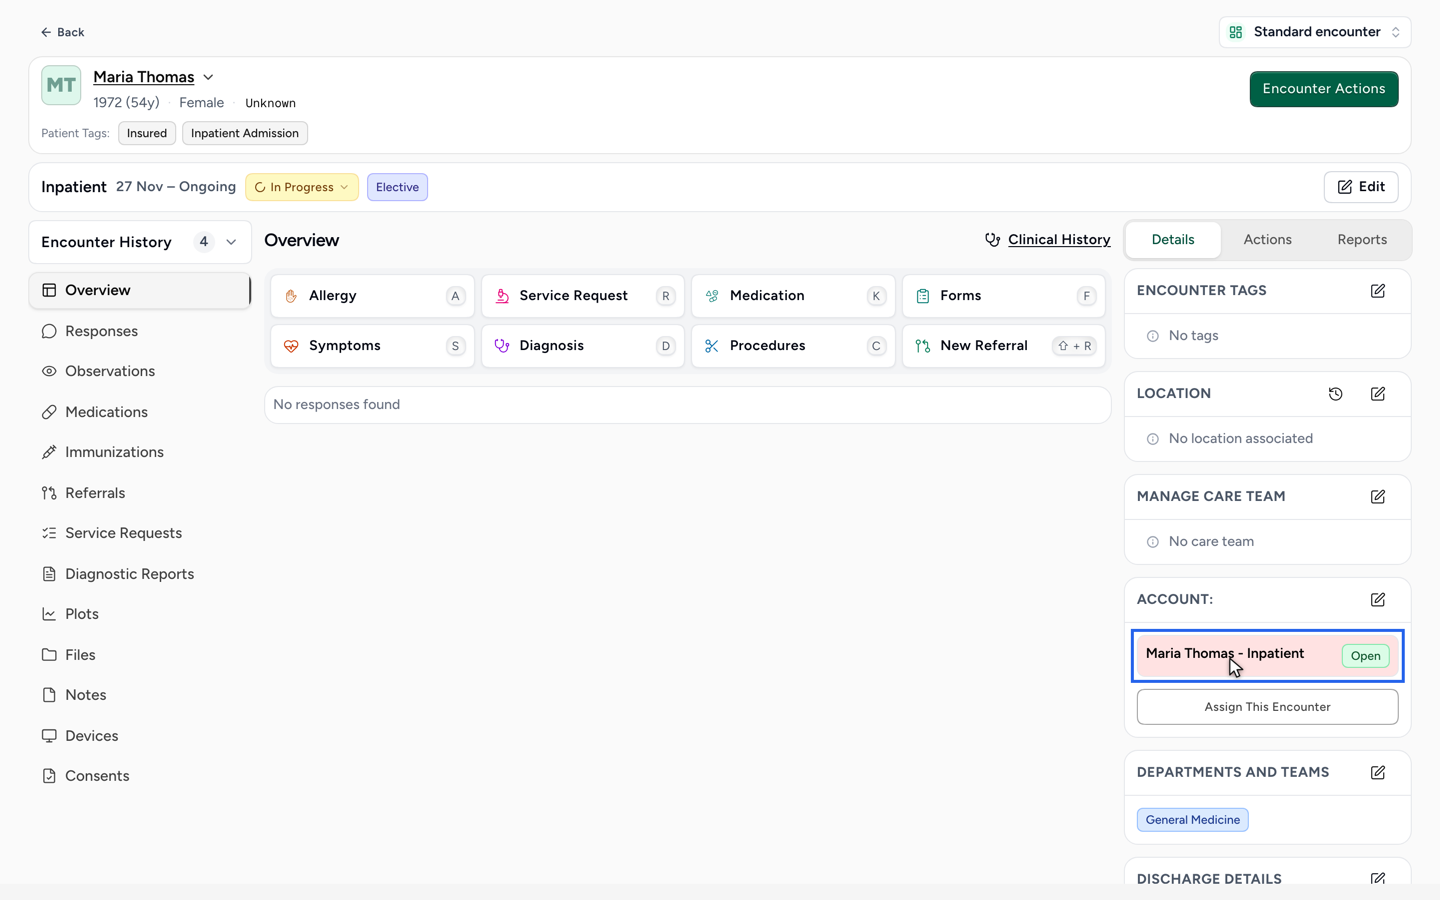 Back
Standard encounter
MT
Maria Thomas
1972 (54y) · Female · Unknown
Encounter Actions
Patient Tags: Insured Inpatient Admission
Inpatient 27 Nov – Ongoing In Progress Elective
Edit
Encounter History 4
Overview
Responses
Observations
Medications
Immunizations
Referrals
Service Requests
Diagnostic Reports
Plots
Files
Notes
Devices
Consents
Overview
Clinical History
Allergy A
Service Request R
Medication K
Forms F
Symptoms S
Diagnosis D
Procedures C
New Referral ⇧ + R
No responses found
Details Actions Reports
ENCOUNTER TAGS
No tags
LOCATION
No location associated
MANAGE CARE TEAM
No care team
ACCOUNT:
Maria Thomas - Inpatient Open
Assign This Encounter
DEPARTMENTS AND TEAMS
General Medicine
DISCHARGE DETAILS